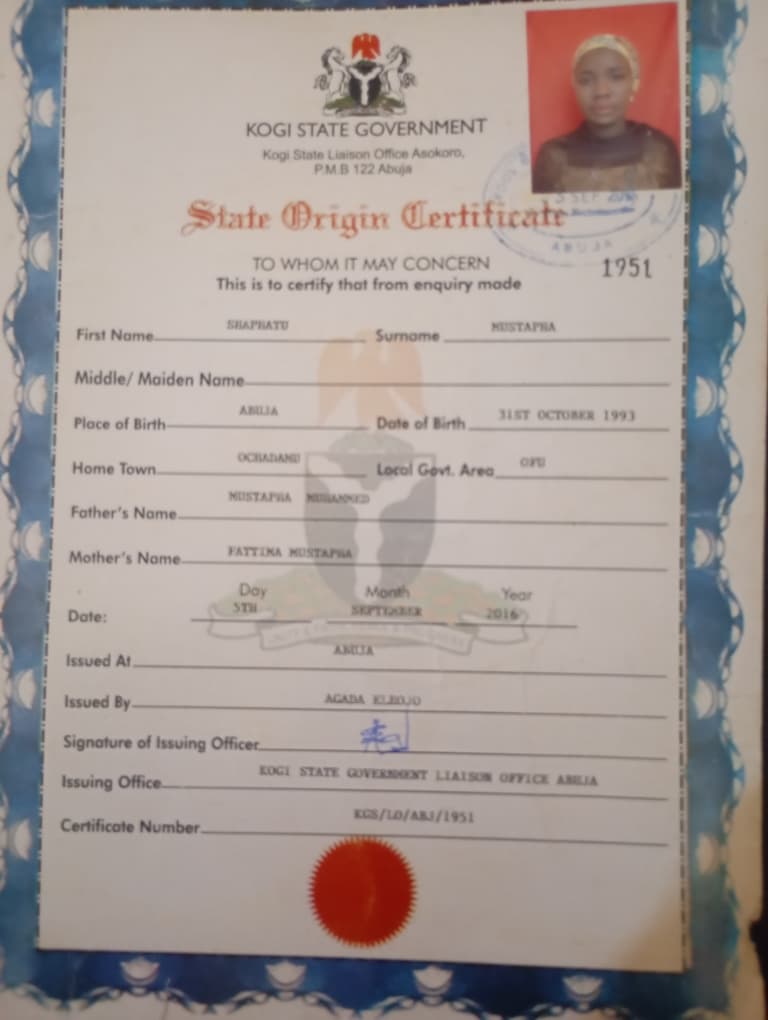 KOGI STATE GOVERNMENT
Kogi State Liaison Office Asokoro,
P.M.B 122 Abuja
State Origin Certificate
SEP
ABUJA
TO WHOM IT MAY CONCERN
1951
This is to certify that from enquiry made
First Name SHAPHATU Surname MUSTAPHA
Middle/ Maiden Name
Place of Birth ABUJA Date of Birth 31ST OCTOBER 1993
Home Town Local Govt. Area OFU
Father's Name MUSTAPHA MUHAMMED
Mother's Name FATTIMA MUSTAPHA
Day Month Year
Date: 5TH SEPTEMBER 2016
Issued At ABUJA
Issued By AGADA
Signature of Issuing Officer
Issuing Office KOGI STATE GOVERNMENT LIAISON OFFICE ABUJA
Certificate Number KGS/LO/ABJ/1951